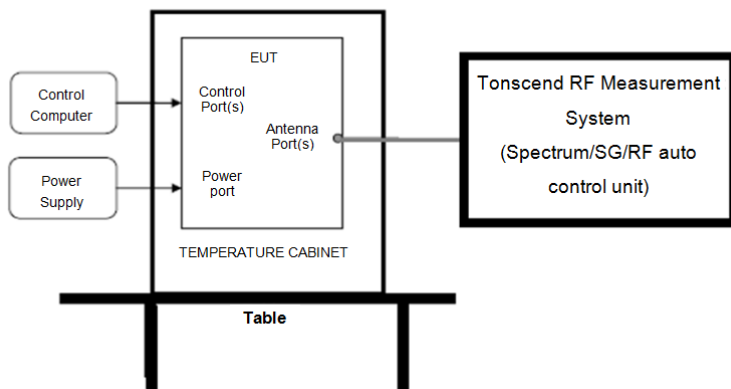 EUT
Control
Computer
Control
Port(s)
Antenna
Port(s)
Power
Supply
Power
port
TEMPERATURE CABINET
Table
Tonscend RF Measurement
System
(Spectrum/SG/RF auto
control unit)